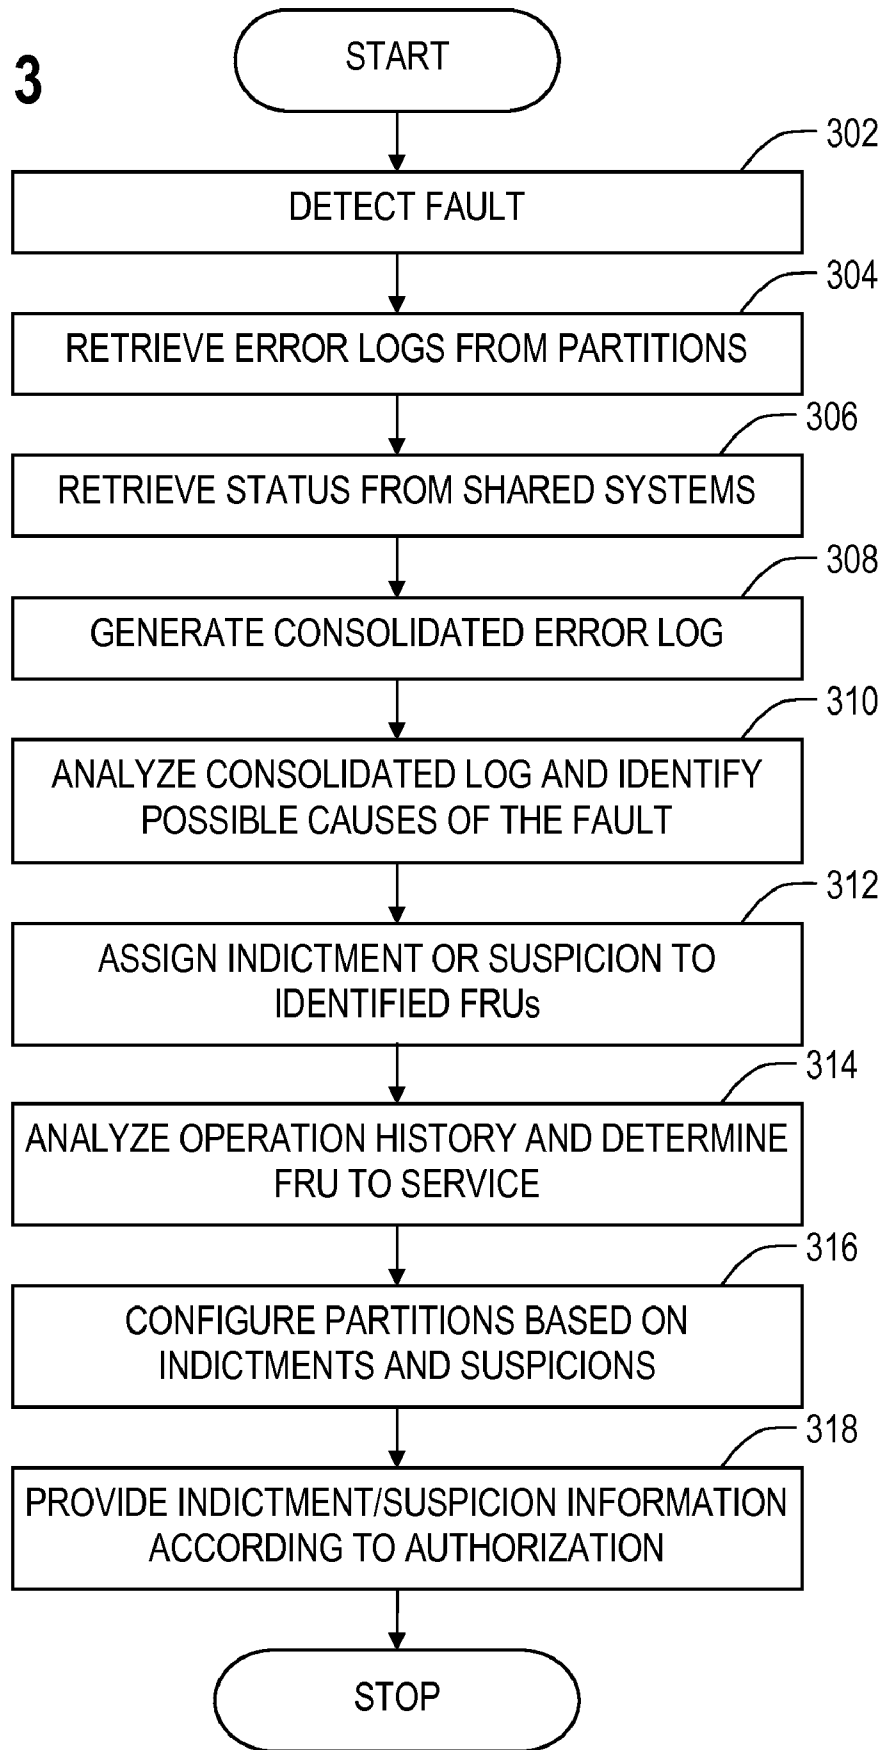 3
START
302
DETECT FAULT
304
RETRIEVE ERROR LOGS FROM PARTITIONS
306
RETRIEVE STATUS FROM SHARED SYSTEMS
308
GENERATE CONSOLIDATED ERROR LOG
310
ANALYZE CONSOLIDATED LOG AND IDENTIFY
POSSIBLE CAUSES OF THE FAULT
312
ASSIGN INDICTMENT OR SUSPICION TO
IDENTIFIED FRUs
314
ANALYZE OPERATION HISTORY AND DETERMINE
FRU TO SERVICE
316
CONFIGURE PARTITIONS BASED ON
INDICTMENTS AND SUSPICIONS
318
PROVIDE INDICTMENT/SUSPICION INFORMATION
ACCORDING TO AUTHORIZATION
STOP